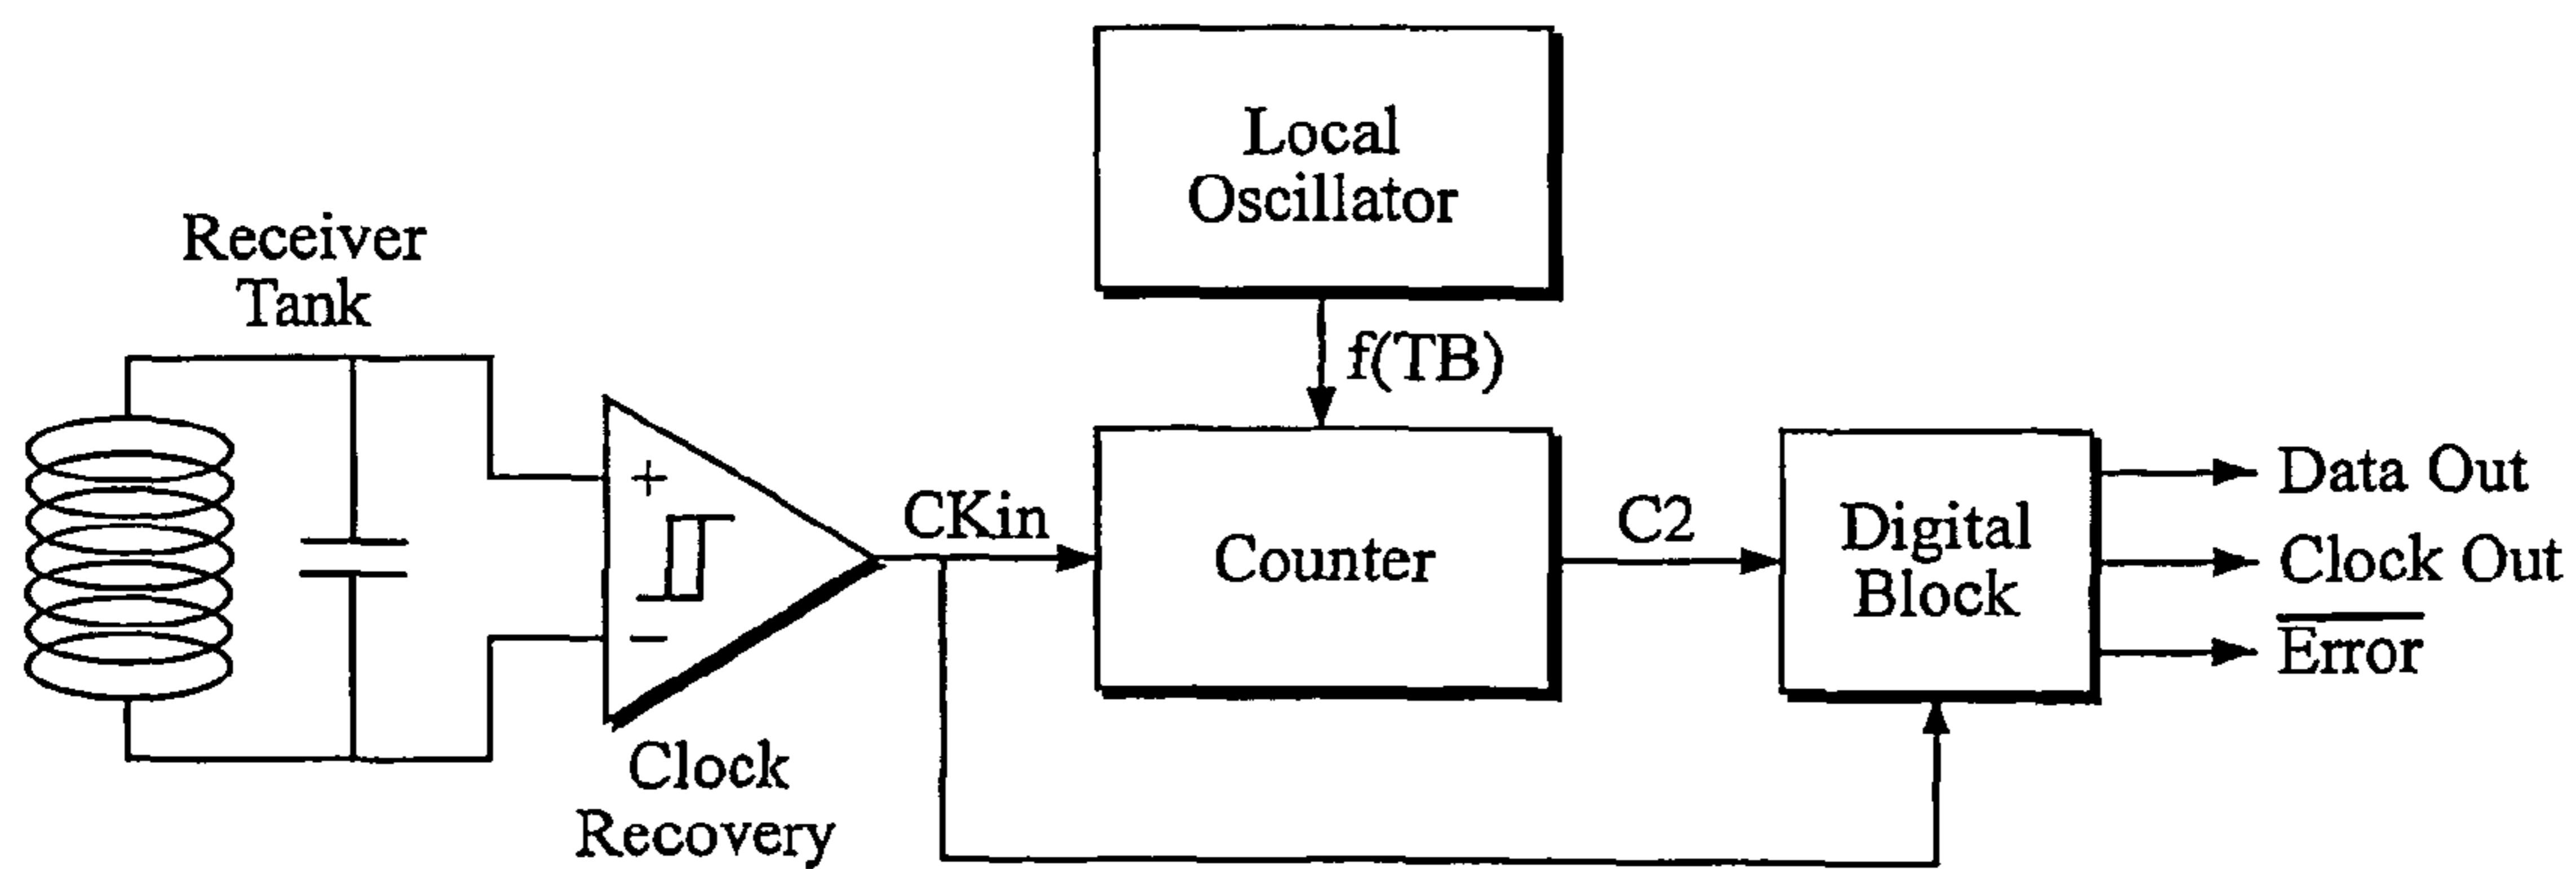 Local
Oscillator
Receiver
Tank
f(TB)
+
CKin
Counter
C2
Digital
Block
Data Out
Clock Out
Error
−
Clock
Recovery